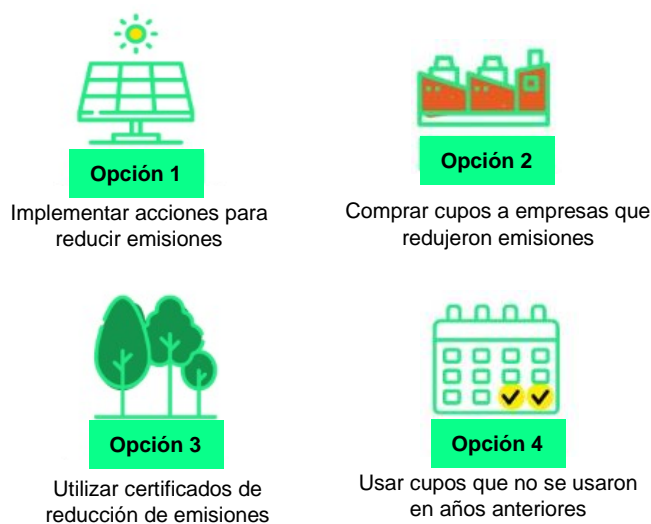 Opción 1
Implementar acciones para
reducir emisiones
Opción 2
Comprar cupos a empresas que
redujeron emisiones
Opción 3
Utilizar certificados de
reducción de emisiones
Opción 4
Usar cupos que no se usaron
en años anteriores